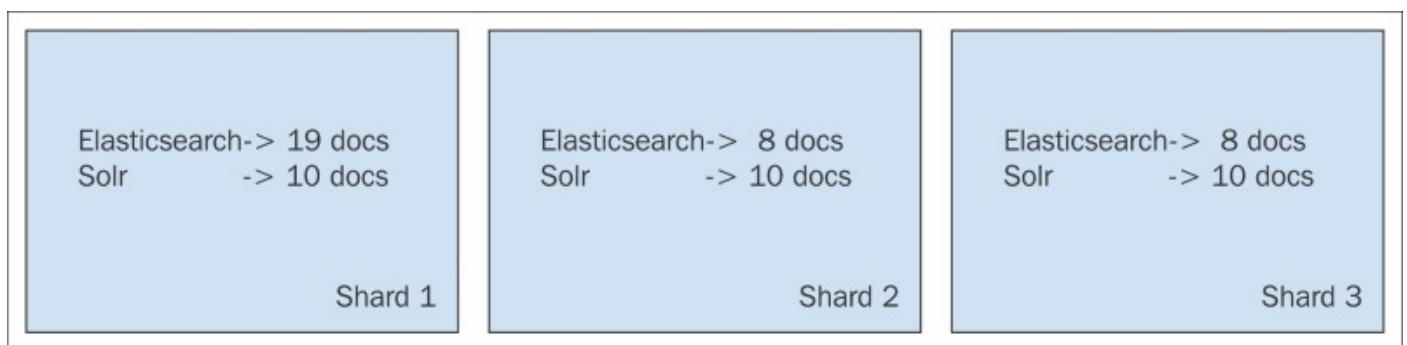 Elasticsearch-> 19 docs
Solr -> 10 docs
Shard 1
Elasticsearch-> 8 docs
Solr -> 10 docs
Shard 2
Elasticsearch-> 8 docs
Solr -> 10 docs
Shard 3